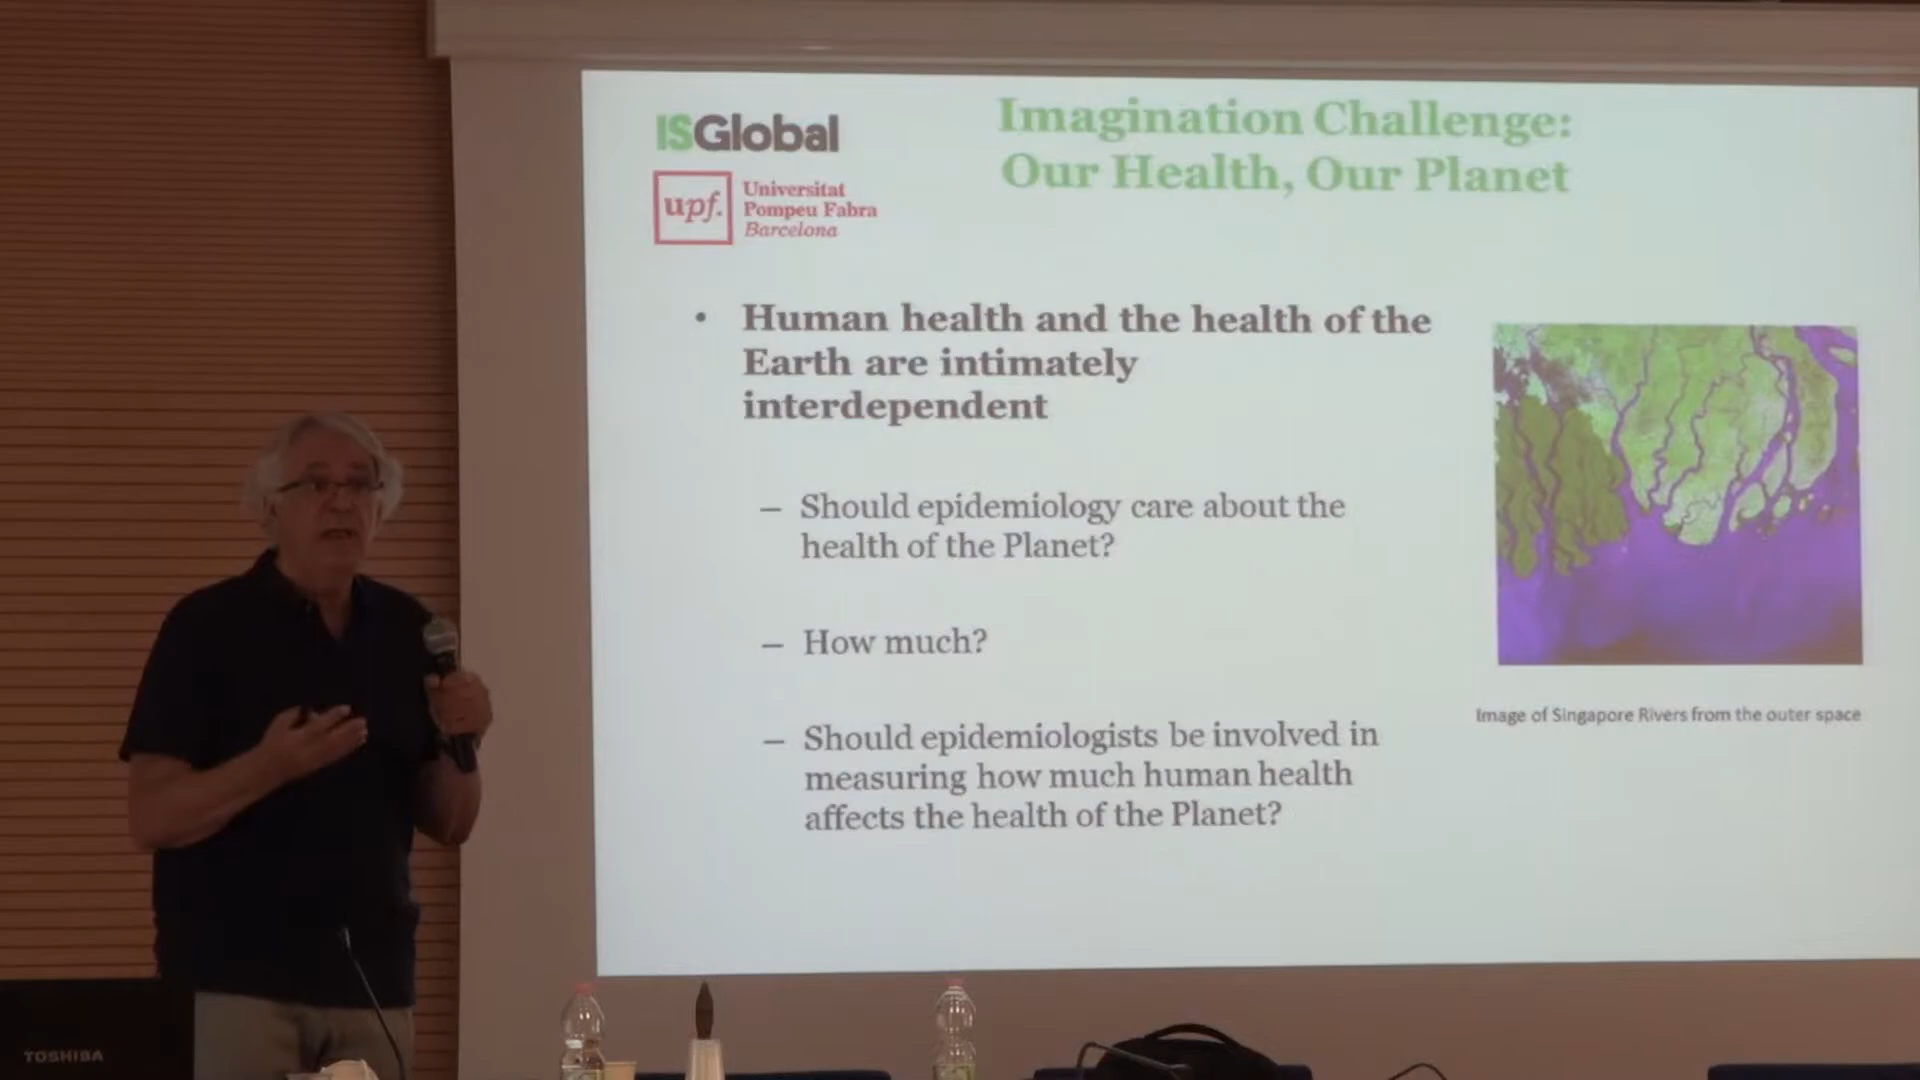 ISGlobal
upf.
Universitat
Pompeu Fabra
Barcelona
Imagination Challenge:
Our Health, Our Planet
• Human health and the health of the
Earth are intimately
interdependent
– Should epidemiology care about the
health of the Planet?
– How much?
– Should epidemiologists be involved in
measuring how much human health
affects the health of the Planet?
Image of Singapore Rivers from the outer space
TOSHIBA